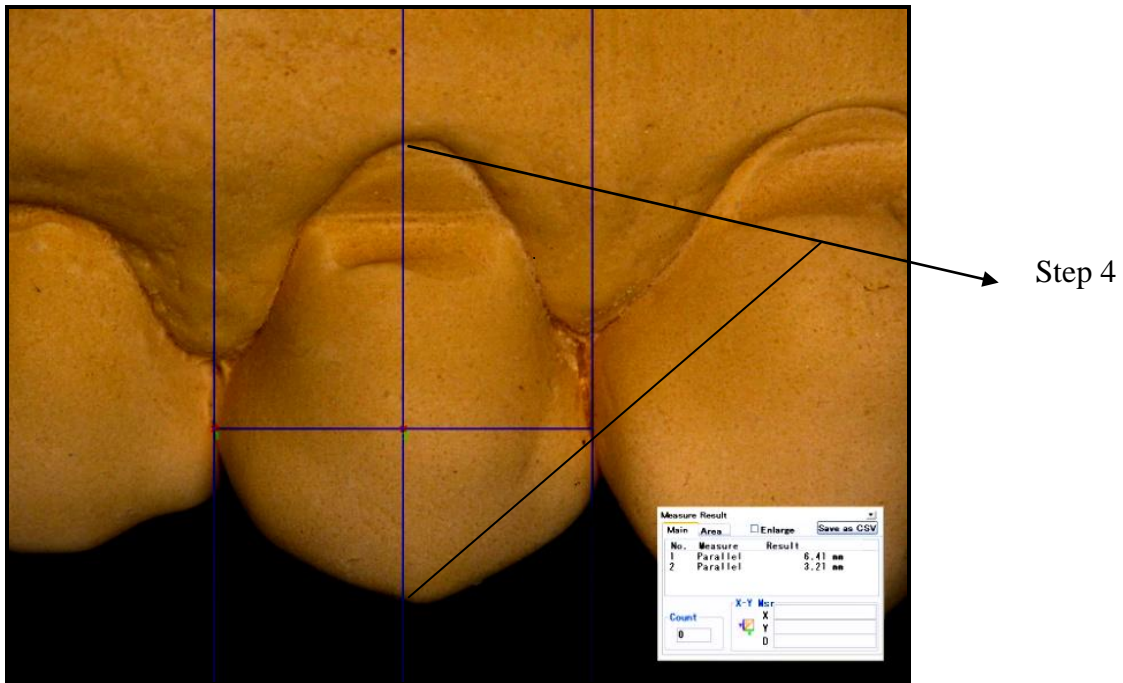 Step 4
Measure Result
Main Area Enlarge Save as CSV
No. Measure Result
1 Parallel 6.41 mm
2 Parallel 3.21 mm
Count
0
X-Y Msr
X
Y
D